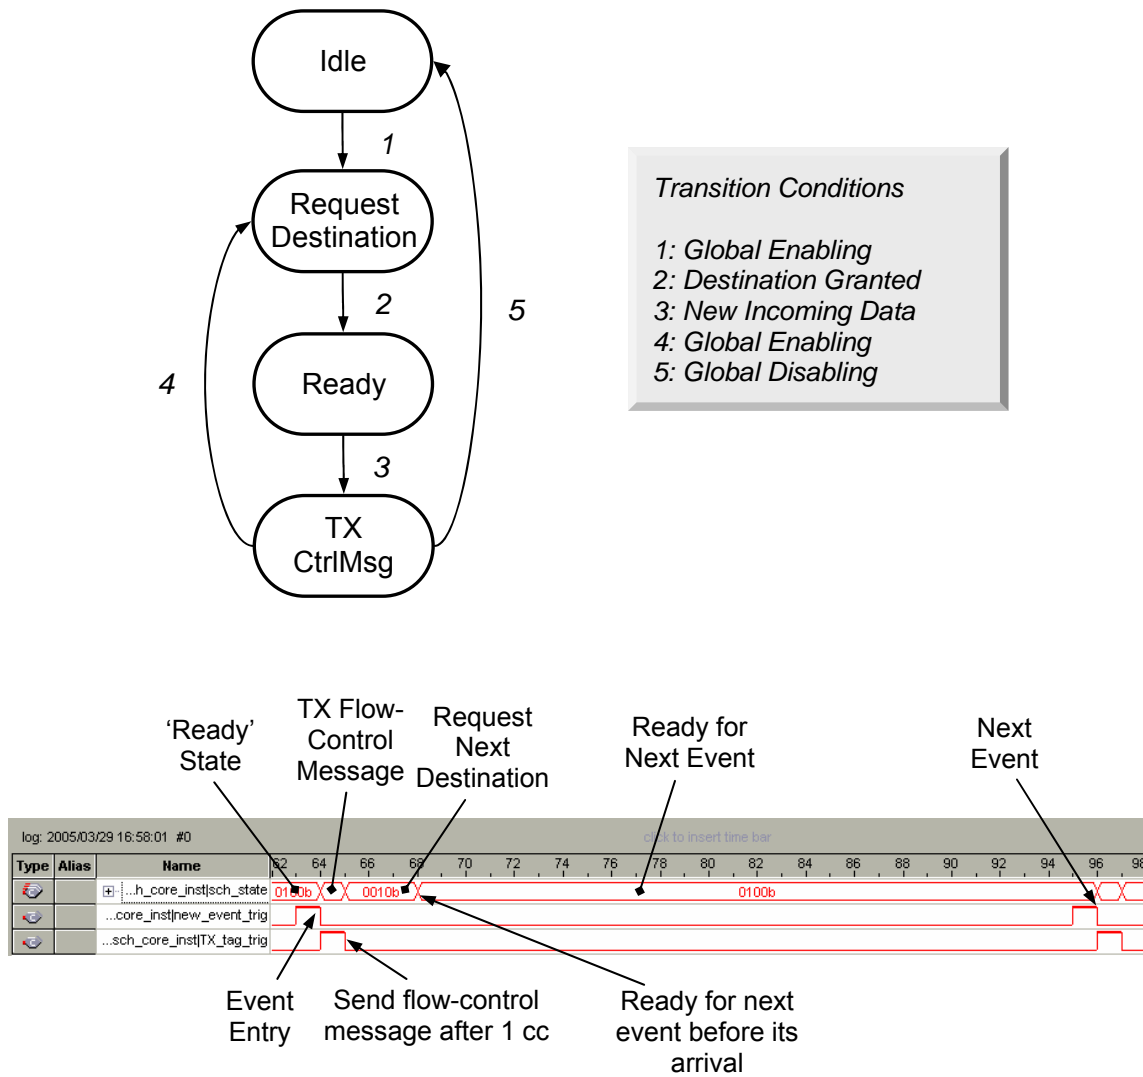 Idle
1
Request
Destination
2
5
4
Ready
3
TX
CtrlMsg
Transition Conditions
1: Global Enabling
2: Destination Granted
3: New Incoming Data
4: Global Enabling
5: Global Disabling
‘Ready’
State
TX Flow-
Control
Message
Request
Next
Destination
Ready for
Next Event
Next
Event
log: 2005/03/29 16:58:01 #0
click to insert time bar
Type Alias Name 62 64 66 68 70 72 74 76 78 80 82 84 86 88 90 92 94 96 98
...h_core_inst|sch_state 0100b 0010b 0100b
...core_inst|new_event_trig
...sch_core_inst|TX_tag_trig
Event
Entry
Send flow-control
message after 1 cc
Ready for next
event before its
arrival